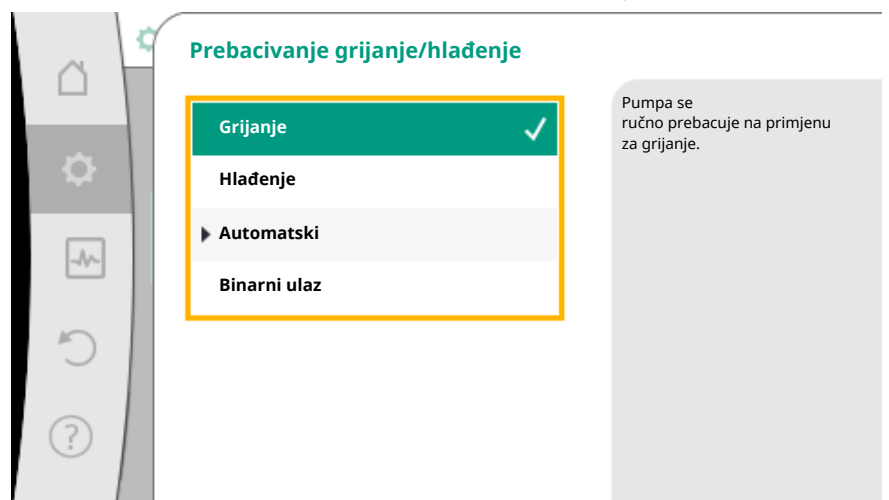 Prebacivanje grijanje/hlađenje
Grijanje
Hlađenje
Automatski
Binarni ulaz
Pumpa se
ručno prebacuje na primjenu
za grijanje.
?